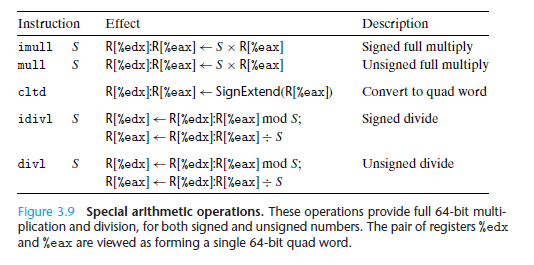 Instruction Effect Description
imull S R[%edx]:R[%eax] ← S × R[%eax] Signed full multiply
mull S R[%edx]:R[%eax] ← S × R[%eax] Unsigned full multiply
cltd R[%edx]:R[%eax] ← SignExtend(R[%eax]) Convert to quad word
idivl S R[%edx] ← R[%edx]:R[%eax] mod S; Signed divide
R[%eax] ← R[%edx]:R[%eax] ÷ S
divl S R[%edx] ← R[%edx]:R[%eax] mod S; Unsigned divide
R[%eax] ← R[%edx]:R[%eax] ÷ S
Figure 3.9 Special arithmetic operations. These operations provide full 64-bit multi-
plication and division, for both signed and unsigned numbers. The pair of registers %edx
and %eax are viewed as forming a single 64-bit quad word.